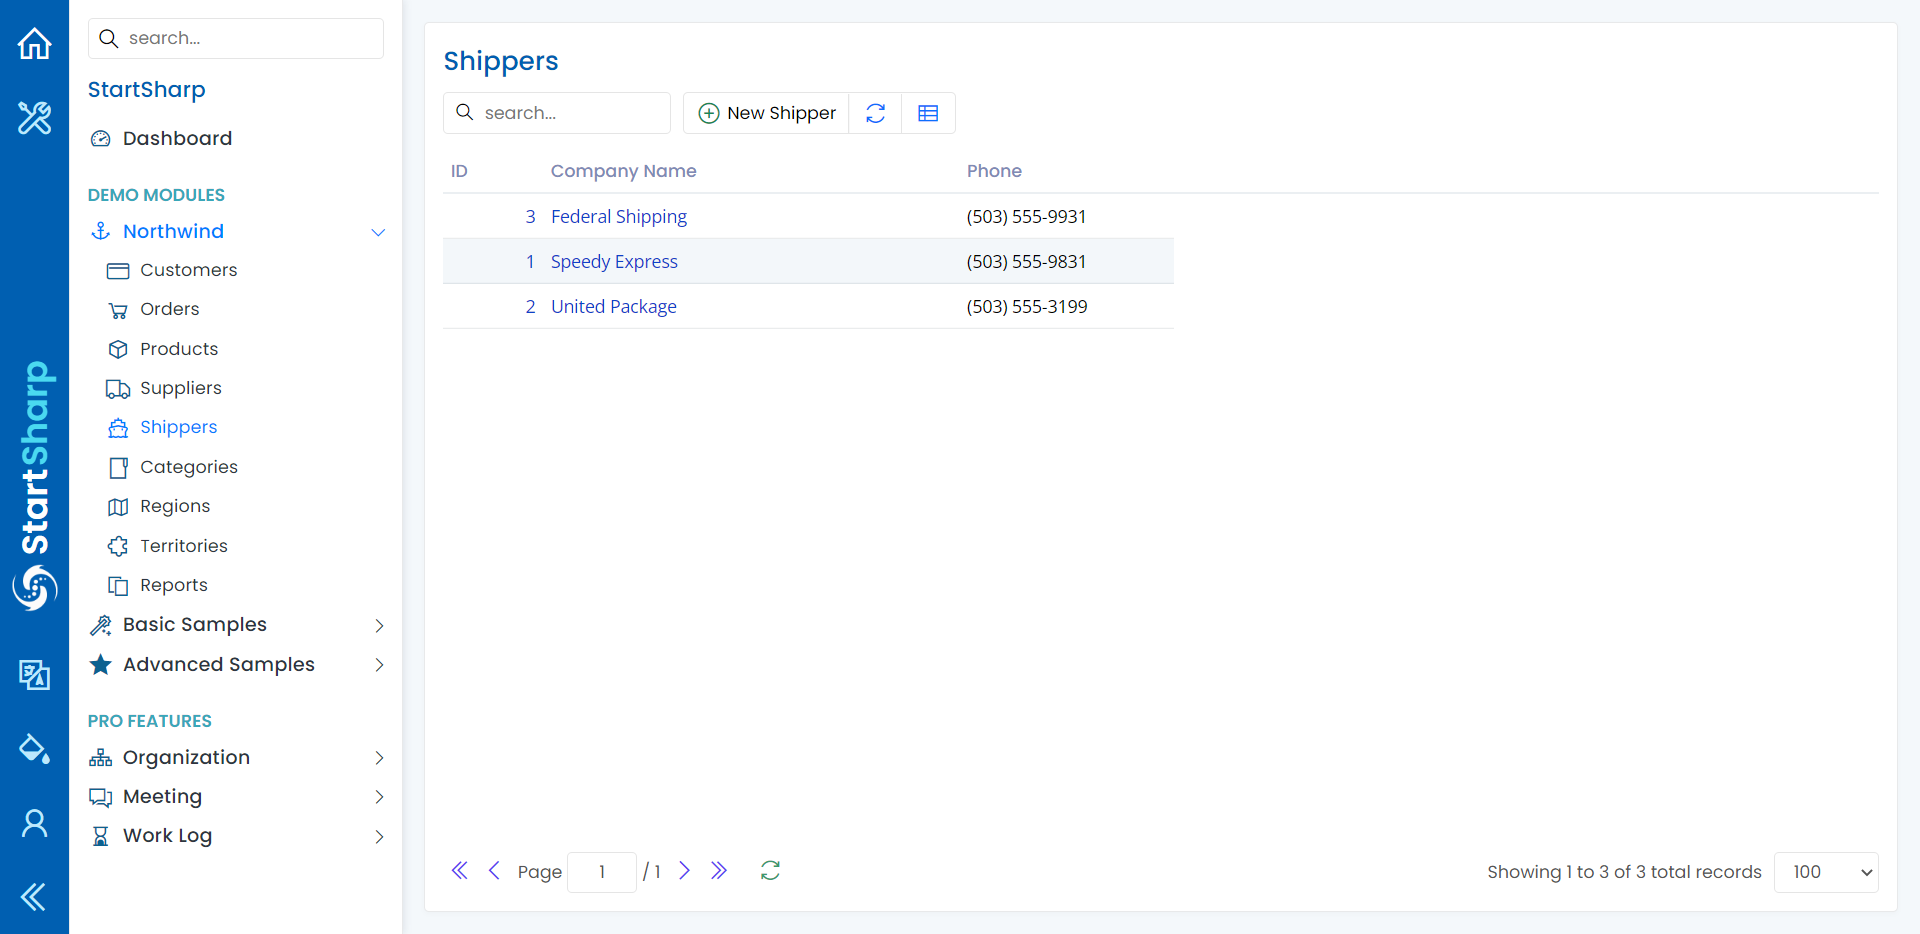 StartSharp
search...
StartSharp
Dashboard
DEMO MODULES
Northwind
Customers
Orders
Products
Suppliers
Shippers
Categories
Regions
Territories
Reports
Basic Samples
Advanced Samples
PRO FEATURES
Organization
Meeting
Work Log
Shippers
search...
New Shipper
ID Company Name Phone
3 Federal Shipping (503) 555-9931
1 Speedy Express (503) 555-9831
2 United Package (503) 555-3199
Page 1 / 1
Showing 1 to 3 of 3 total records 100